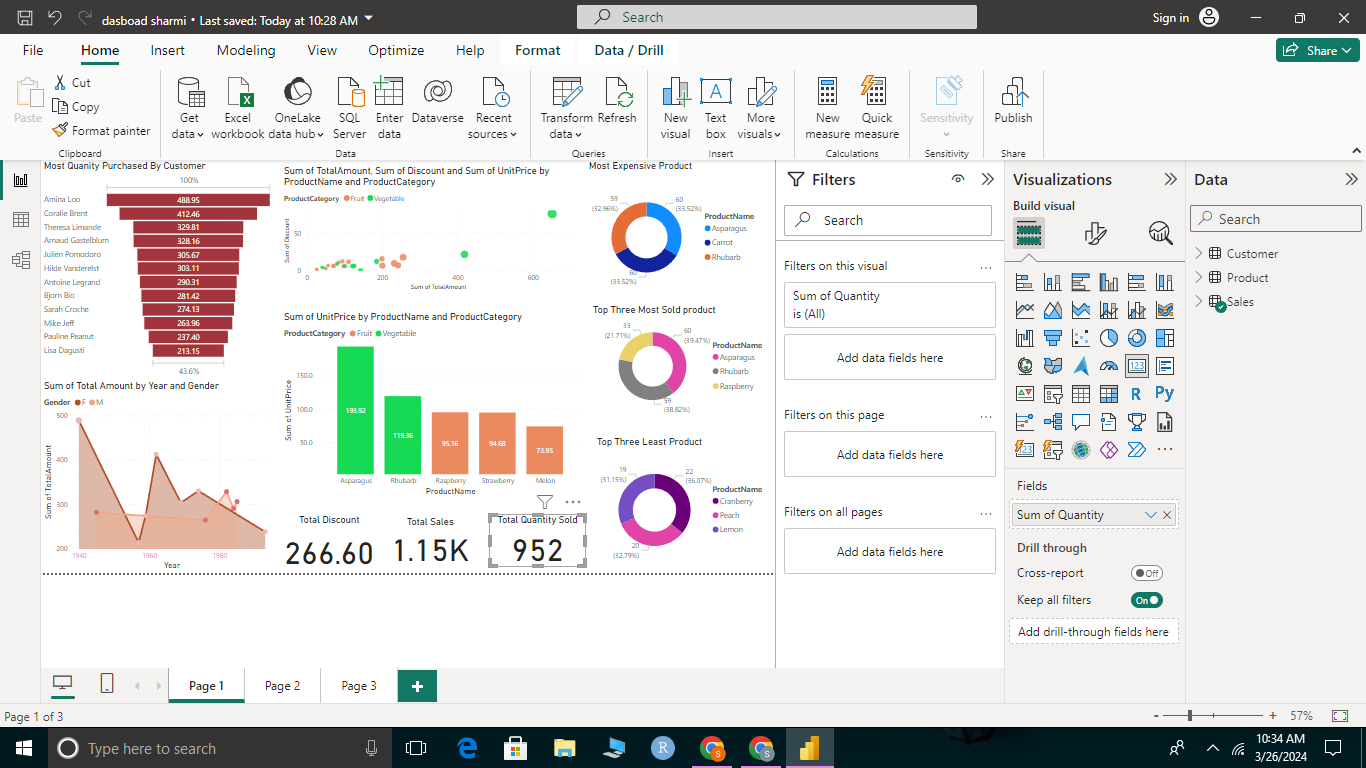 dasboad sharmi • Last saved: Today at 10:28 AM
Search
Sign in
File Home Insert Modeling View Optimize Help Format Data / Drill
Share
Paste
Cut
Copy
Format painter
Get data
Excel workbook
OneLake data hub
SQL Server
Enter data
Dataverse
Recent sources
Transform data
Refresh
New visual
Text box
More visuals
New measure
Quick measure
Sensitivity
Publish
Clipboard
Data
Queries
Insert
Calculations
Sensitivity
Share
Most Quanity Purchased By Customer
100%
Amina Loo 488.95
Coralie Brent 412.46
Theresa Limande 329.81
Arnaud Gastelblum 328.16
Julien Pomodoro 305.67
Hilde Vanderelst 303.11
Antoine Legrand 290.31
Bjorn Bio 281.42
Sarah Croche 274.13
Mike Jeff 263.96
Pauline Peanut 237.40
Lisa Dagusti 213.15
43.6%
Sum of Total Amount by Year and Gender
Gender F M
Sum of TotalAmount
500
400
300
200
1940 1960 1980
Year
Sum of TotalAmount, Sum of Discount and Sum of UnitPrice by
ProductName and ProductCategory
ProductCategory Fruit Vegetable
Sum of Discount
50
0
0 200 400 600
Sum of TotalAmount
Sum of UnitPrice by ProductName and ProductCategory
ProductCategory Fruit Vegetable
Sum of UnitPrice
150.0
100.0
50.0
193.92 119.36 95.16 94.68 73.95
Asparagus Rhubarb Raspberry Strawberry Melon
ProductName
Total Discount
266.60
Total Sales
1.15K
Total Quantity Sold
952
Most Expensive Product
59
(32.96%)
60
(33.52%)
60
(33.52%)
ProductName
Asparagus
Carrot
Rhubarb
Top Three Most Sold product
33
(21.71%)
60
(39.47%)
59
(38.82%)
ProductName
Asparagus
Rhubarb
Raspberry
Top Three Least Product
19
(31.15%)
22
(36.07%)
20
(32.79%)
ProductName
Cranberry
Peach
Lemon
Filters
Search
Filters on this visual
Sum of Quantity
is (All)
Add data fields here
Filters on this page
Add data fields here
Filters on all pages
Add data fields here
Visualizations
Build visual
123
R
Py
123
Fields
Sum of Quantity
Drill through
Cross-report Off
Keep all filters On
Add drill-through fields here
Data
Search
Customer
Product
Sales
Page 1 Page 2 Page 3 +
Page 1 of 3
- + 57%
Type here to search
R
S
S
10:34 AM
3/26/2024